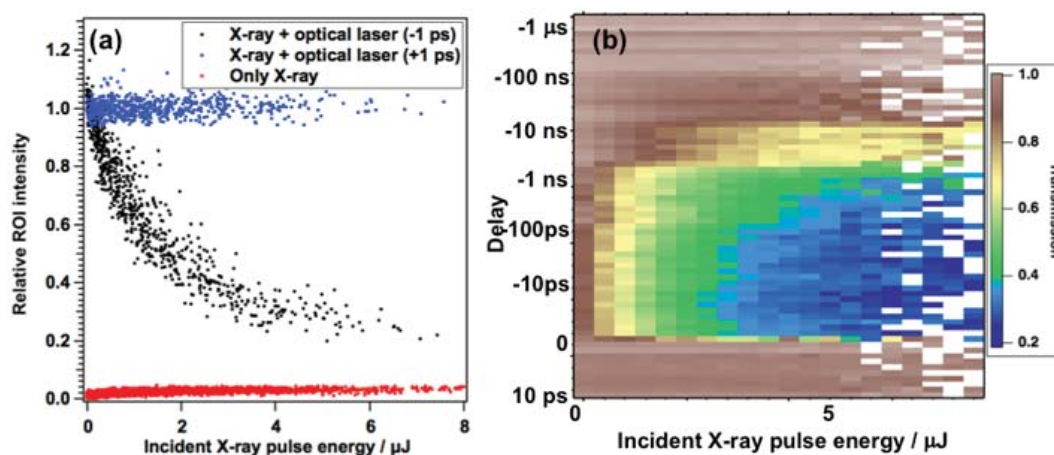 (a)
X-ray + optical laser (-1 ps)
X-ray + optical laser (+1 ps)
Only X-ray
Relative ROI intensity
1.2
1.0
0.8
0.6
0.4
0.2
0.0
0 2 4 6 8
Incident X-ray pulse energy / μJ
(b)
Delay
-1 μs
-100 ns
-10 ns
-1 ns
-100ps
-10ps
0
10 ps
0 5
Incident X-ray pulse energy / μJ
1.0
0.8
0.6
0.4
0.2
Transmission